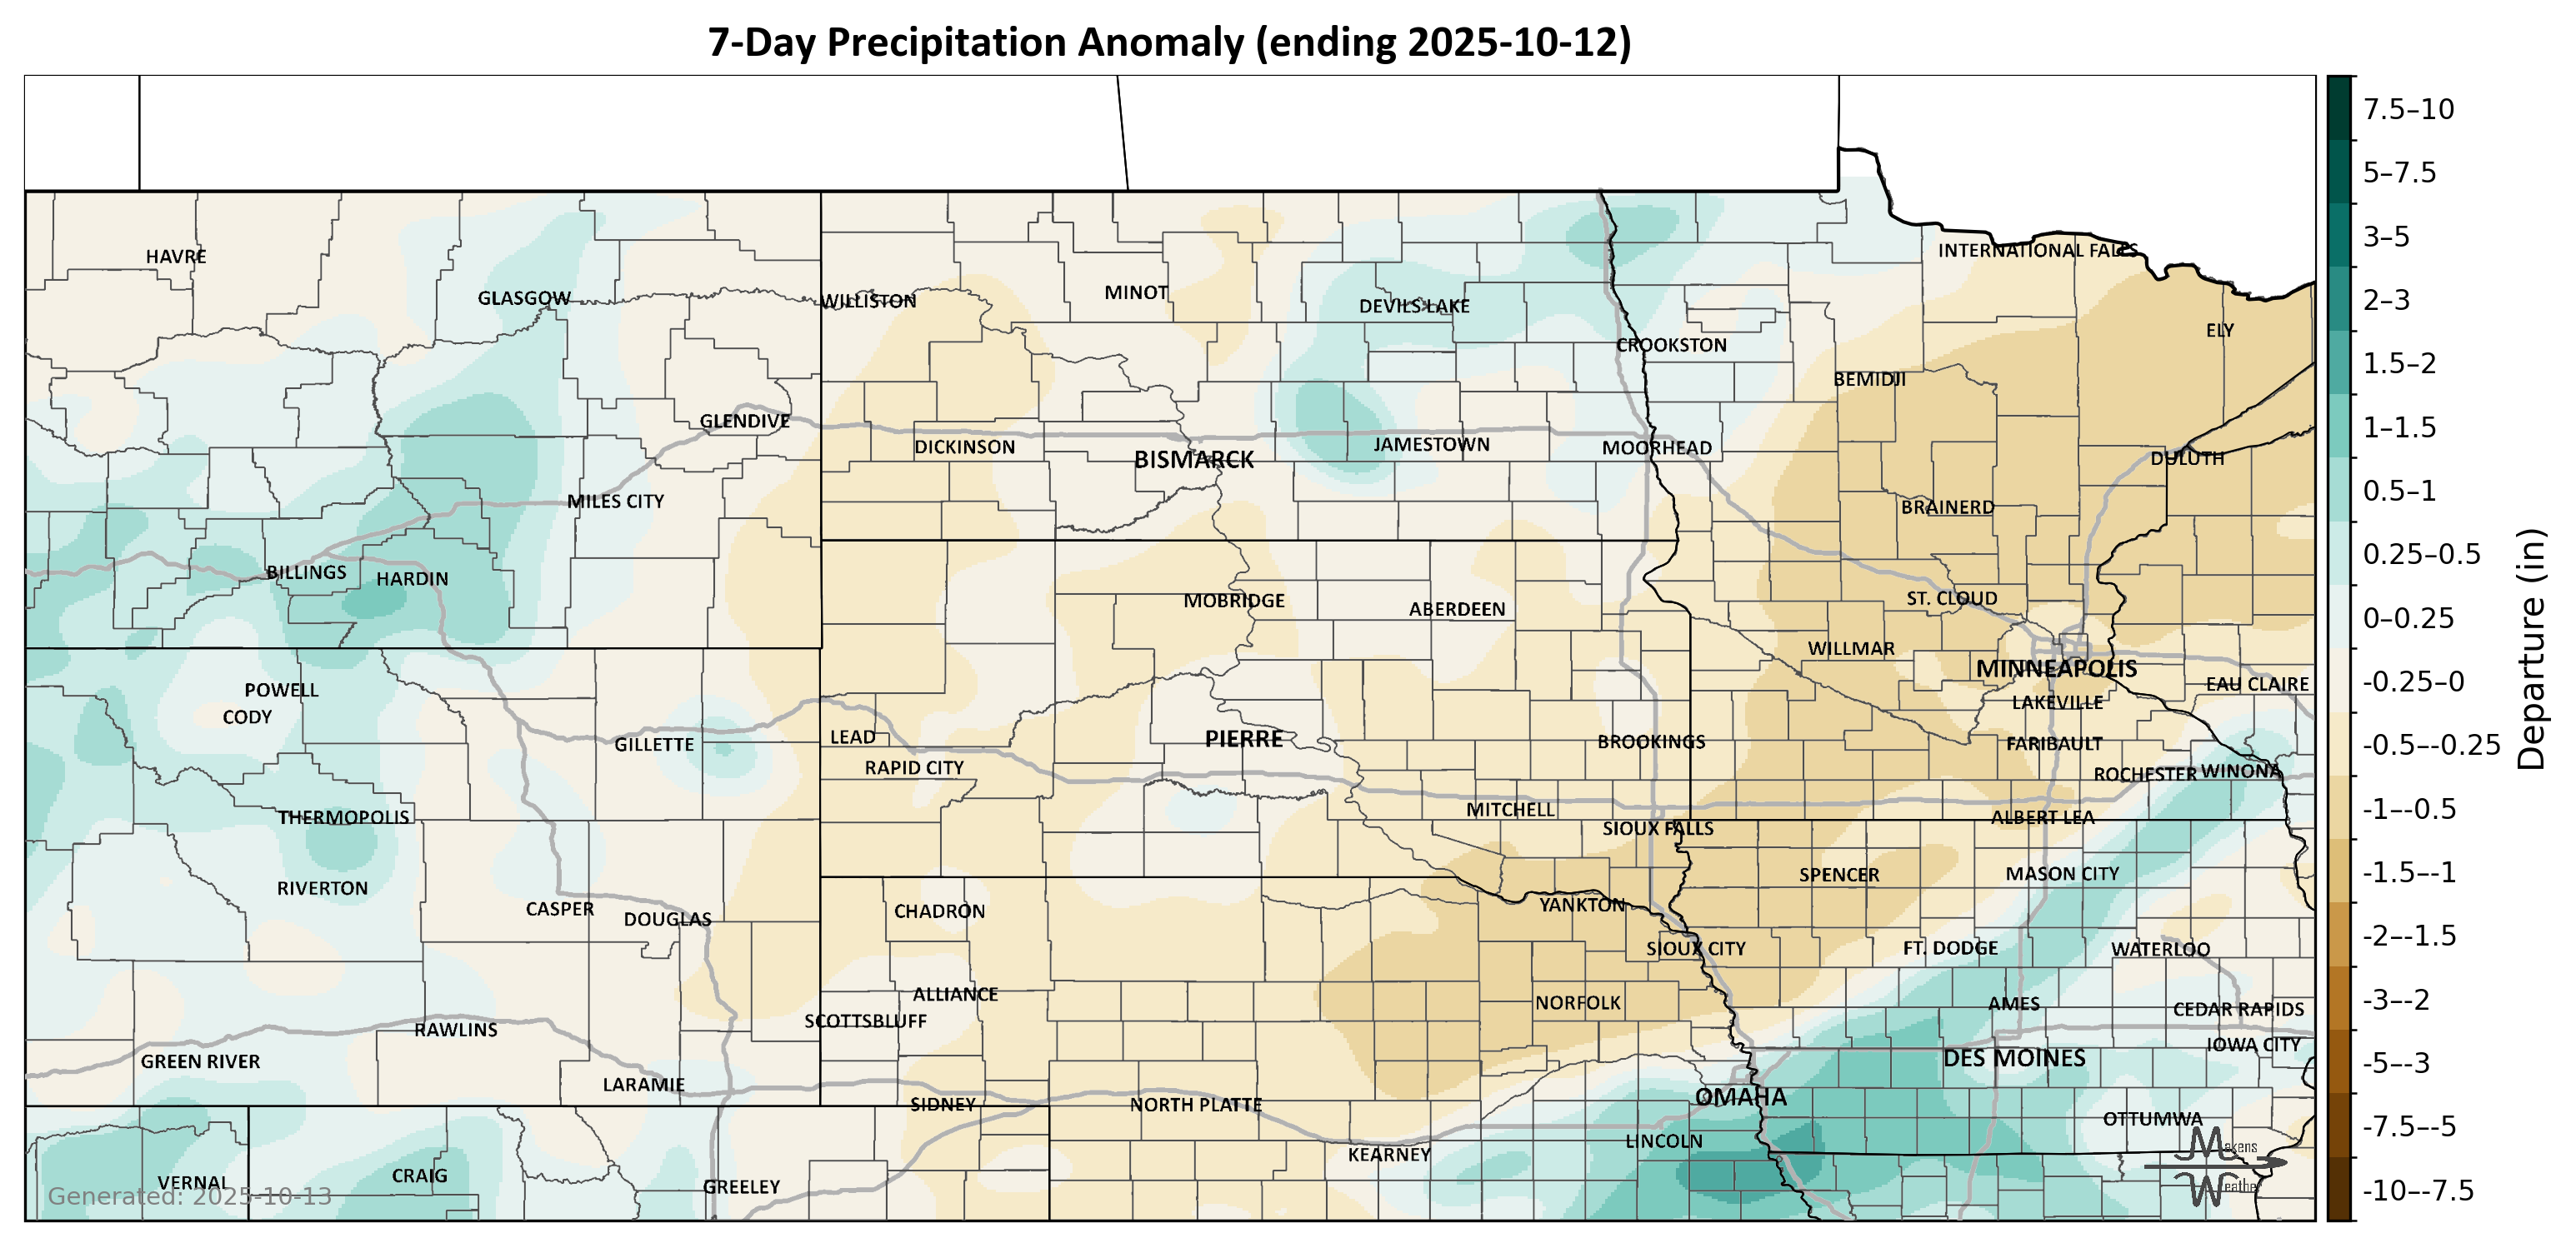 7-Day Precipitation Anomaly (ending 2025-10-12)
HAVRE
INTERNATIONAL FALLS
GLASGOW
WILLISTON
MINOT
DEVILS LAKE
ELY
CROOKSTON
BEMIDJI
GLENDIVE
DICKINSON
BISMARCK
JAMESTOWN
MOORHEAD
DULUTH
MILES CITY
BRAINERD
BILLINGS
HARDIN
MOBRIDGE
ABERDEEN
ST. CLOUD
WILLMAR
MINNEAPOLIS
EAU CLAIRE
POWELL
CODY
LAKEVILLE
GILLETTE
LEAD
PIERRE
BROOKINGS
FARIBAULT
RAPID CITY
ROCHESTER
WINONA
THERMOPOLIS
MITCHELL
ALBERT LEA
SIOUX FALLS
RIVERTON
SPENCER
MASON CITY
CASPER
DOUGLAS
CHADRON
YANKTON
SIOUX CITY
FT. DODGE
WATERLOO
ALLIANCE
NORFOLK
AMES
CEDAR RAPIDS
SCOTTSBLUFF
RAWLINS
IOWA CITY
GREEN RIVER
DES MOINES
LARAMIE
OMAHA
SIDNEY
NORTH PLATTE
OTTUMWA
LINCOLN
KEARNEY
VERNAL
CRAIG
GREELEY
Generated: 2025-10-13
Makens
Weather
7.5–10
5–7.5
3–5
2–3
1.5–2
1–1.5
0.5–1
0.25–0.5
0–0.25
-0.25–0
-0.5–-0.25
-1–-0.5
-1.5–-1
-2–-1.5
-3–-2
-5–-3
-7.5–-5
-10–-7.5
Departure (in)